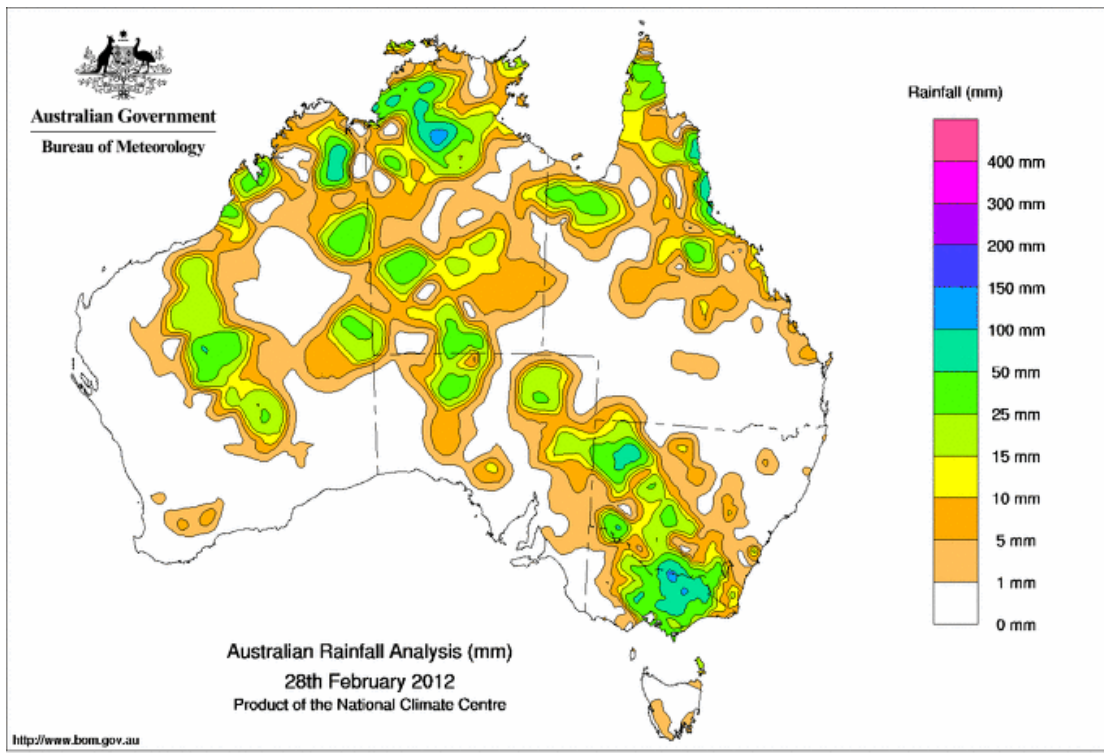 Australian Government
Bureau of Meteorology
Rainfall (mm)
400 mm
300 mm
200 mm
150 mm
100 mm
50 mm
25 mm
15 mm
10 mm
5 mm
1 mm
0 mm
Australian Rainfall Analysis (mm)
28th February 2012
Product of the National Climate Centre
http://www.bom.gov.au